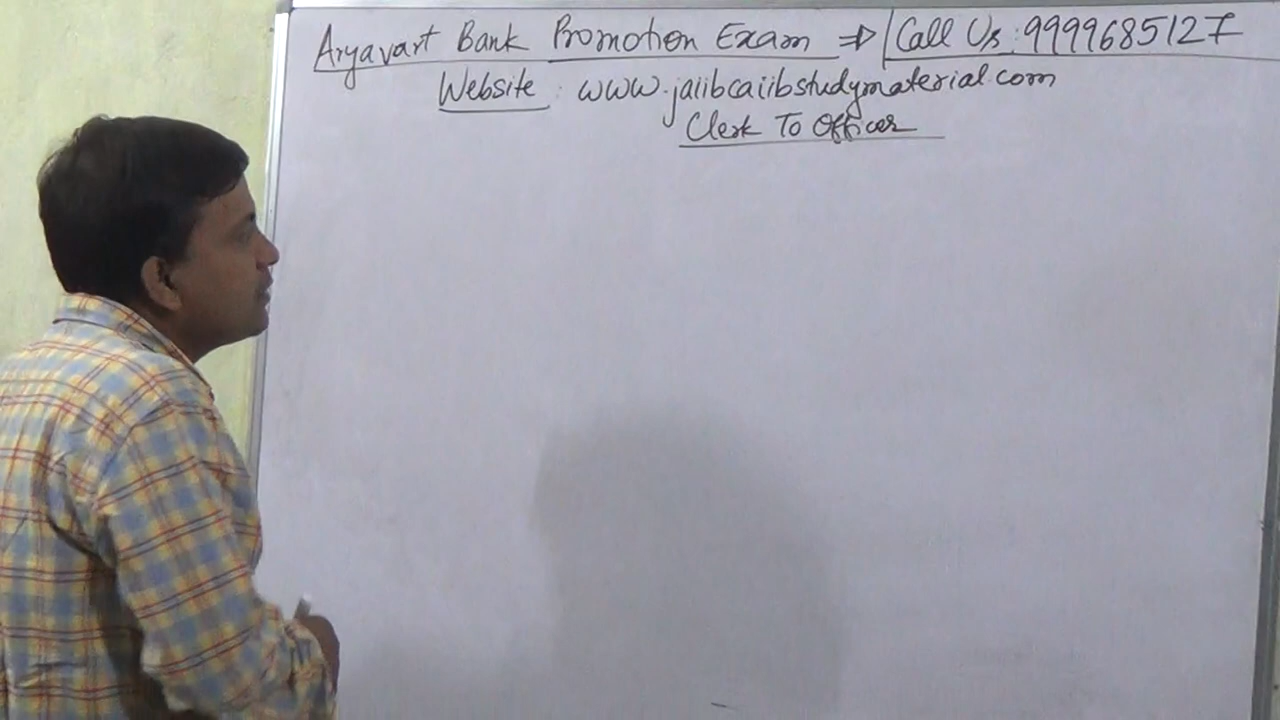 Aryavart Bank Promotion Exam ⇒ Call Us : 9999685127
Website : www.jaiibcaiibstudymaterial.com
Clerk To Officer